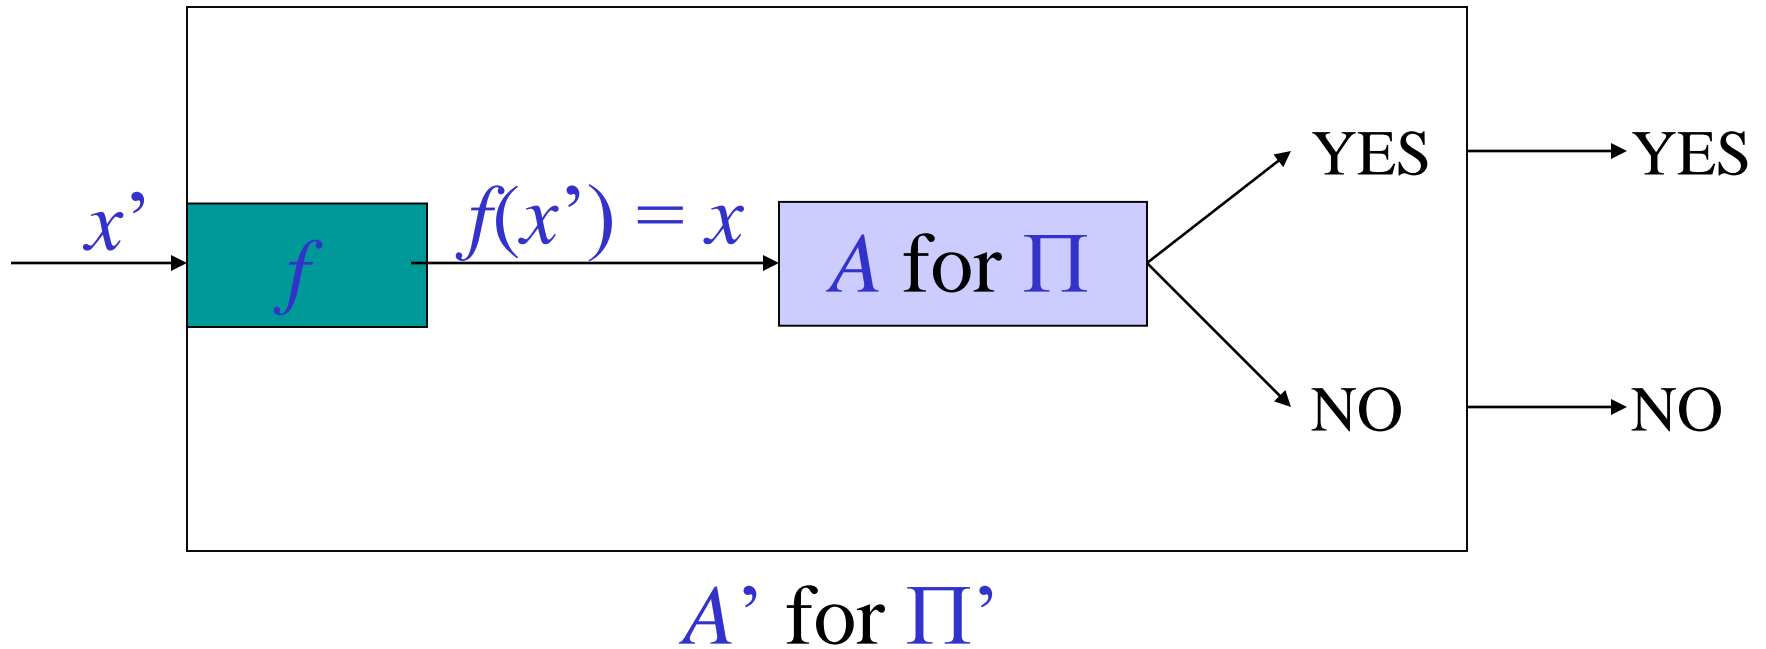 YES
YES
x’
f
f(x’) = x
A for Π
NO
NO
A’ for Π’